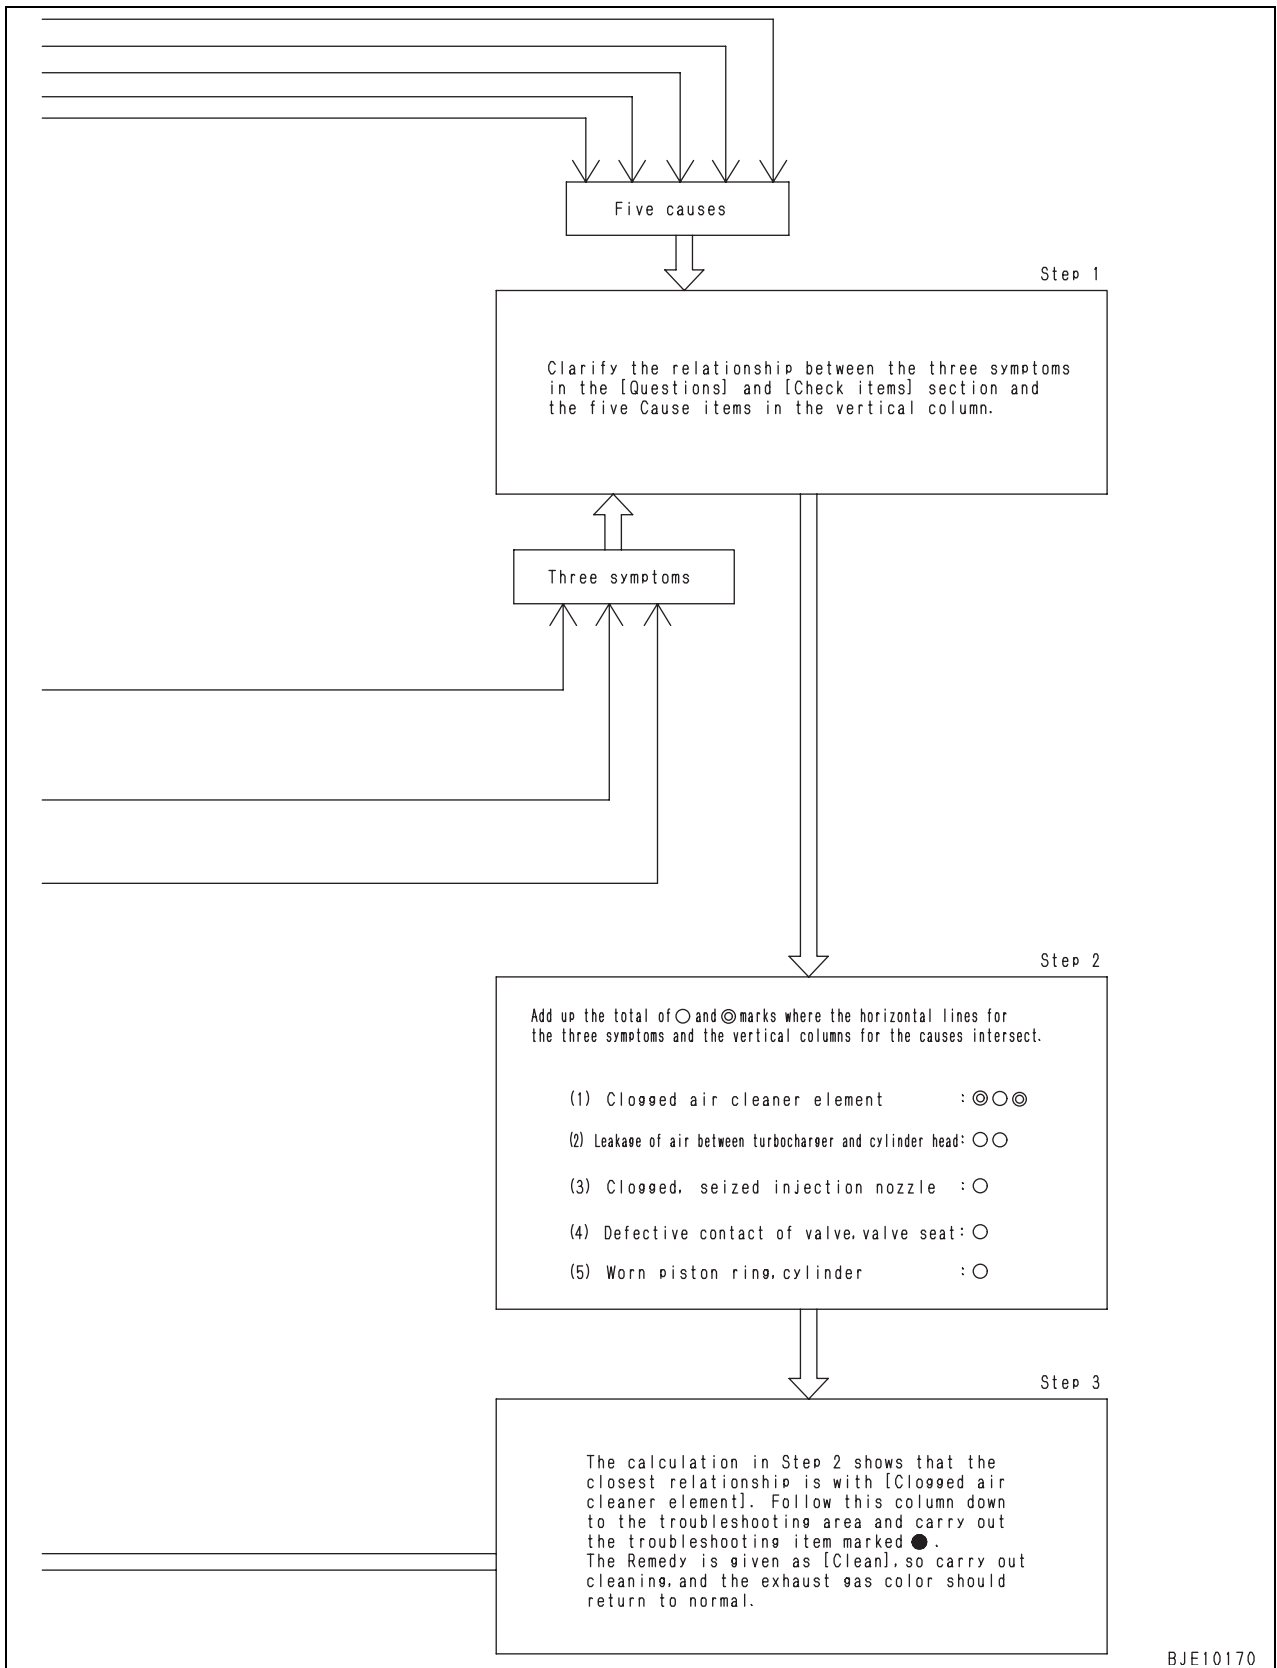 Five causes
Step 1
Clarify the relationship between the three symptoms
in the [Questions] and [Check items] section and
the five Cause items in the vertical column.
Three symptoms
Step 2
Add up the total of ○ and ◎ marks where the horizontal lines for
the three symptoms and the vertical columns for the causes intersect.
(1) Clogged air cleaner element : ◎○◎
(2) Leakage of air between turbocharger and cylinder head: ○○
(3) Clogged, seized injection nozzle : ○
(4) Defective contact of valve, valve seat: ○
(5) Worn piston ring, cylinder : ○
Step 3
The calculation in Step 2 shows that the
closest relationship is with [Clogged air
cleaner element]. Follow this column down
to the troubleshooting area and carry out
the troubleshooting item marked ●.
The Remedy is given as [Clean], so carry out
cleaning, and the exhaust gas color should
return to normal.
BJE10170